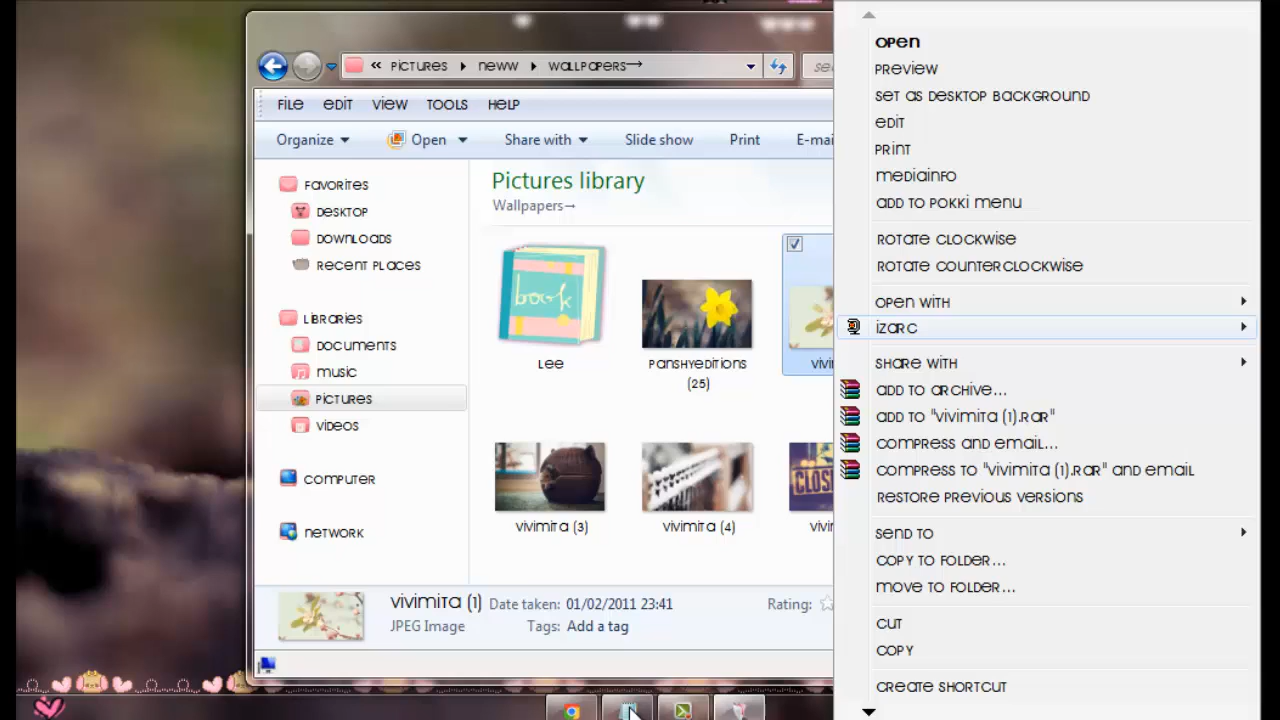 « Pictures ▸ neww ▸ Wallpapers→
File Edit View Tools Help
Organize Open Share with Slide show Print E-mai
Favorites
Desktop
Downloads
Recent Places
Libraries
Documents
Music
Pictures
Videos
Computer
Network
Pictures library
Wallpapers→
book
Lee
Panshyeditions
(25)
vivimita (3)
vivimita (4)
CLOSE
vivimita (1) Date taken: 01/02/2011 23:41 Rating:
JPEG Image Tags: Add a tag
Open
Preview
Set as desktop background
Edit
Print
MediaInfo
Add to Pokki menu
Rotate clockwise
Rotate counterclockwise
Open with
IZArc
Share with
Add to archive...
Add to "vivimita (1).rar"
Compress and email...
Compress to "vivimita (1).rar" and email
Restore previous versions
Send to
Copy To folder...
Move To folder...
Cut
Copy
Create shortcut